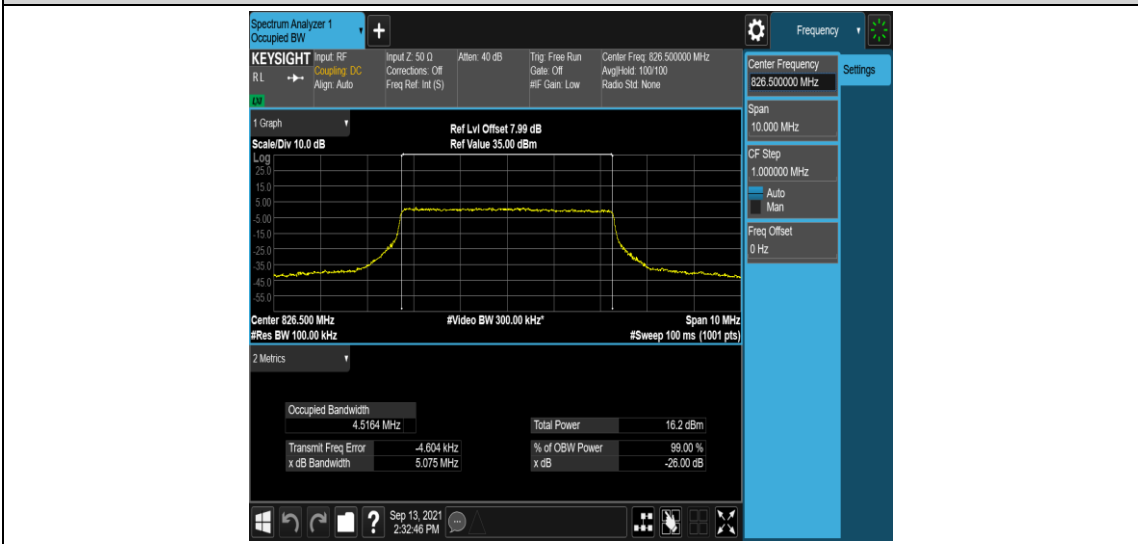 Spectrum Analyzer 1
Occupied BW
+
Frequency
KEYSIGHT
RL
LXI
Input: RF
Coupling: DC
Align: Auto
Input Z: 50 Ω
Corrections: Off
Freq Ref: Int (S)
Atten: 40 dB
Trig: Free Run
Gate: Off
#IF Gain: Low
Center Freq: 826.500000 MHz
Avg|Hold: 100/100
Radio Std: None
Center Frequency
826.500000 MHz
Settings
Span
10.000 MHz
CF Step
1.000000 MHz
Auto
Man
Freq Offset
0 Hz
1 Graph
Scale/Div 10.0 dB
Ref Lvl Offset 7.99 dB
Ref Value 35.00 dBm
Log
25.0
15.0
5.00
-5.00
-15.0
-25.0
-35.0
-45.0
-55.0
Center 826.500 MHz
#Video BW 300.00 kHz*
Span 10 MHz
#Res BW 100.00 kHz
#Sweep 100 ms (1001 pts)
2 Metrics
Occupied Bandwidth
4.5164 MHz
Total Power 16.2 dBm
Transmit Freq Error -4.604 kHz
% of OBW Power 99.00 %
x dB Bandwidth 5.075 MHz
x dB -26.00 dB
?
Sep 13, 2021
2:32:46 PM